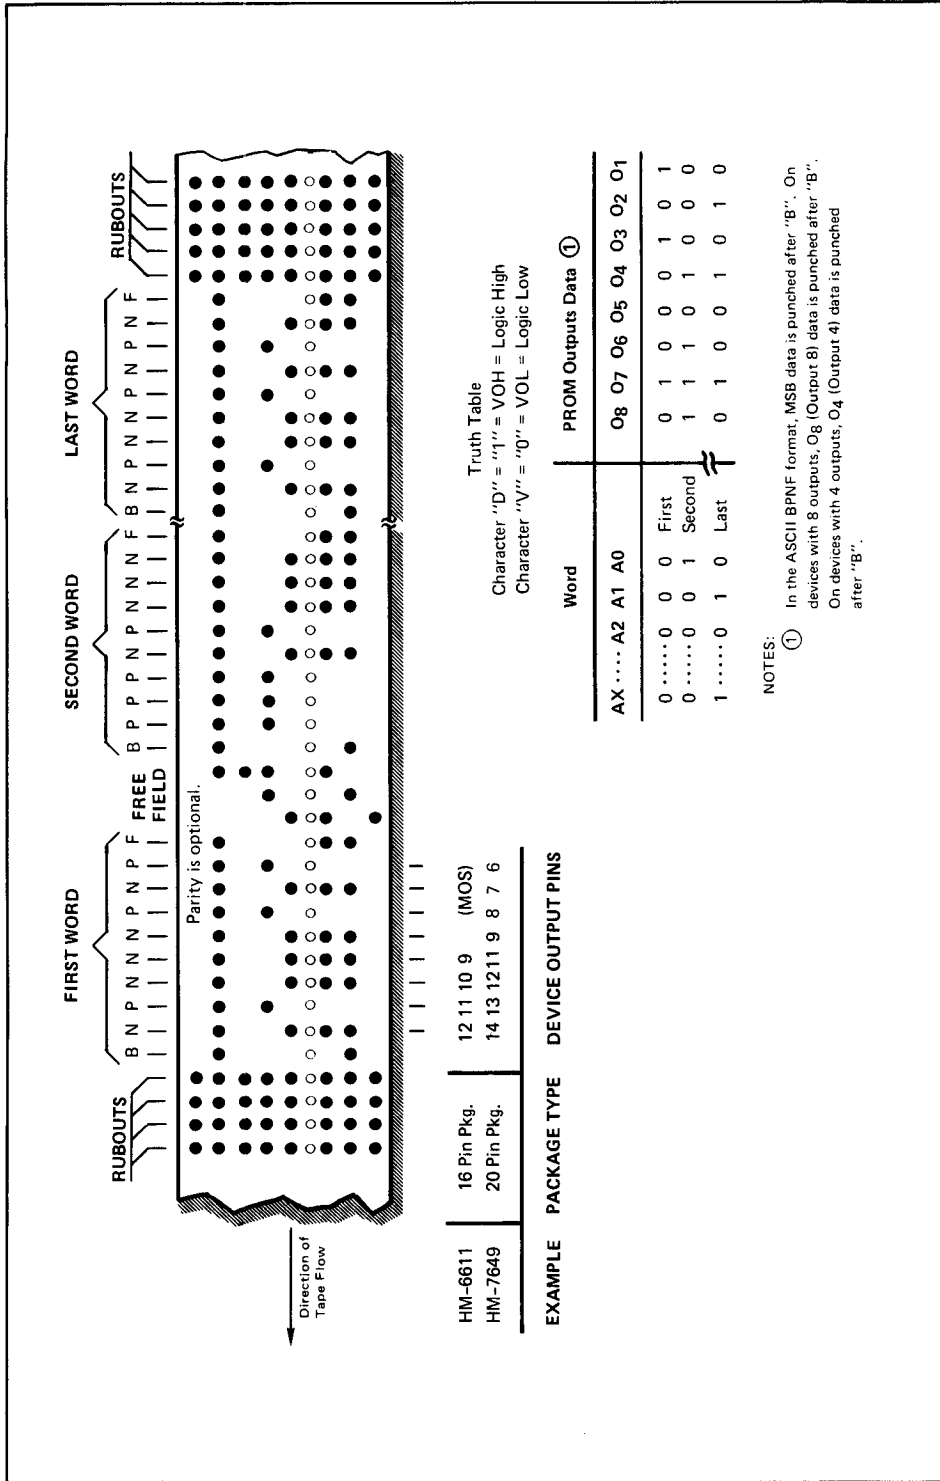 RUBOUTS
FIRST WORD
FREE
FIELD
SECOND WORD
LAST WORD
RUBOUTS
B N P N N N P N P F
B P P P N P N N N F
B N P N N P N P N F
Parity is optional.
Direction of
Tape Flow
HM-6611 16 Pin Pkg. 12 11 10 9 (MOS)
HM-7649 20 Pin Pkg. 14 13 12 11 9 8 7 6
EXAMPLE PACKAGE TYPE DEVICE OUTPUT PINS
Truth Table
Character "D" = "1" = VOH = Logic High
Character "V" = "0" = VOL = Logic Low
Word PROM Outputs Data ①
AX ···· A2 A1 A0 O8 O7 O6 O5 O4 O3 O2 O1
0 ·····0 0 0 First 0 1 0 0 0 1 0 1
0 ·····0 0 1 Second 1 1 1 0 1 0 0 0
1 ·····0 1 0 Last 0 1 0 0 1 0 1 0
NOTES:
① In the ASCII BPNF format, MSB data is punched after "B". On
devices with 8 outputs, O8 (Output 8) data is punched after "B".
On devices with 4 outputs, O4 (Output 4) data is punched
after "B".